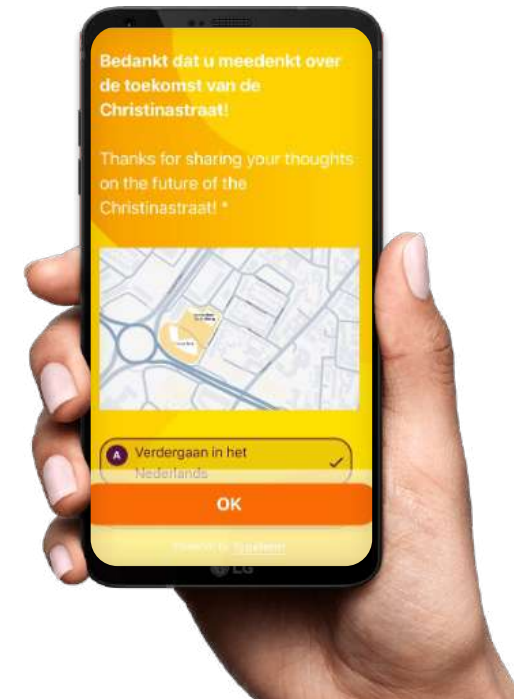 Bedankt dat u meedenkt over
de toekomst van de
Christinastraat!
Thanks for sharing your thoughts
on the future of the
Christinastraat! *
A Verdergaan in het
Nederlands
OK
LG